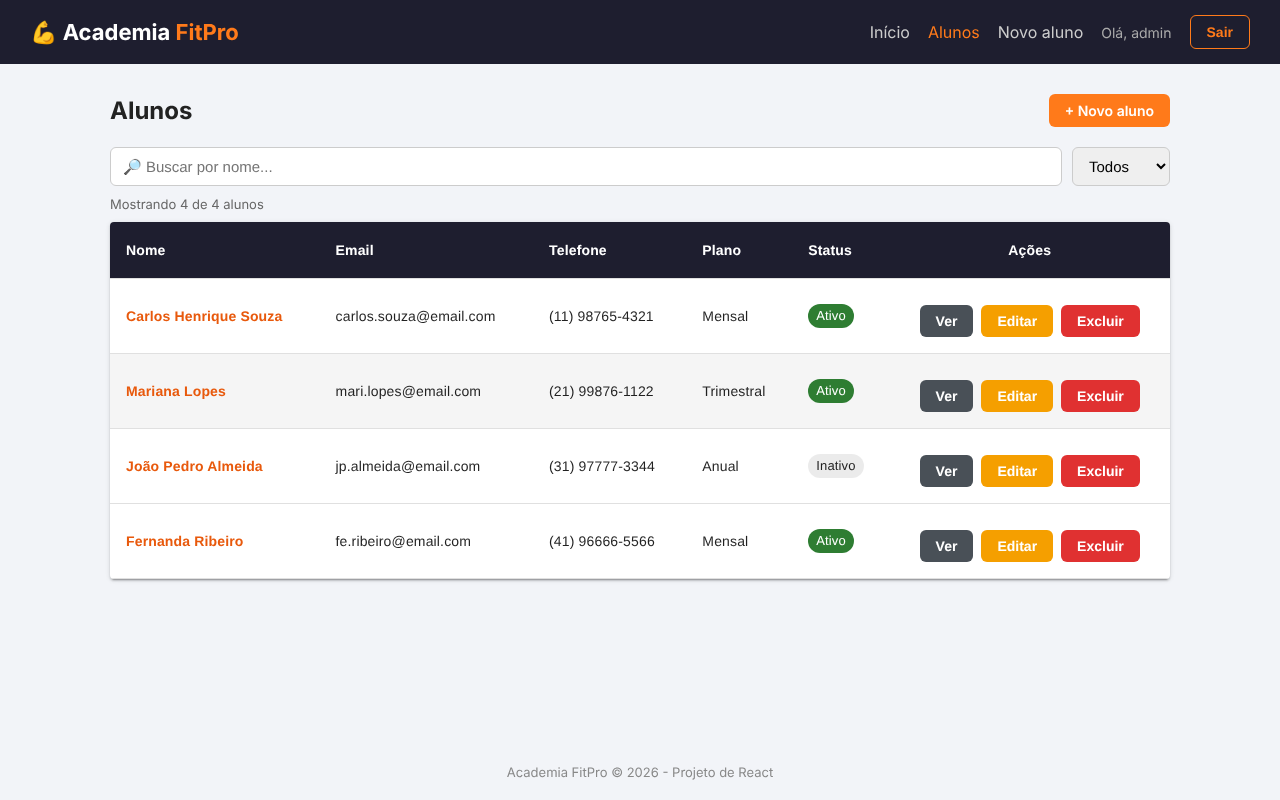 💪 Academia FitPro Início Alunos Novo aluno Olá, admin Sair
Alunos + Novo aluno
🔎 Buscar por nome... Todos
Mostrando 4 de 4 alunos
Nome Email Telefone Plano Status Ações
Carlos Henrique Souza carlos.souza@email.com (11) 98765-4321 Mensal Ativo Ver Editar Excluir
Mariana Lopes mari.lopes@email.com (21) 99876-1122 Trimestral Ativo Ver Editar Excluir
João Pedro Almeida jp.almeida@email.com (31) 97777-3344 Anual Inativo Ver Editar Excluir
Fernanda Ribeiro fe.ribeiro@email.com (41) 96666-5566 Mensal Ativo Ver Editar Excluir
Academia FitPro © 2026 - Projeto de React